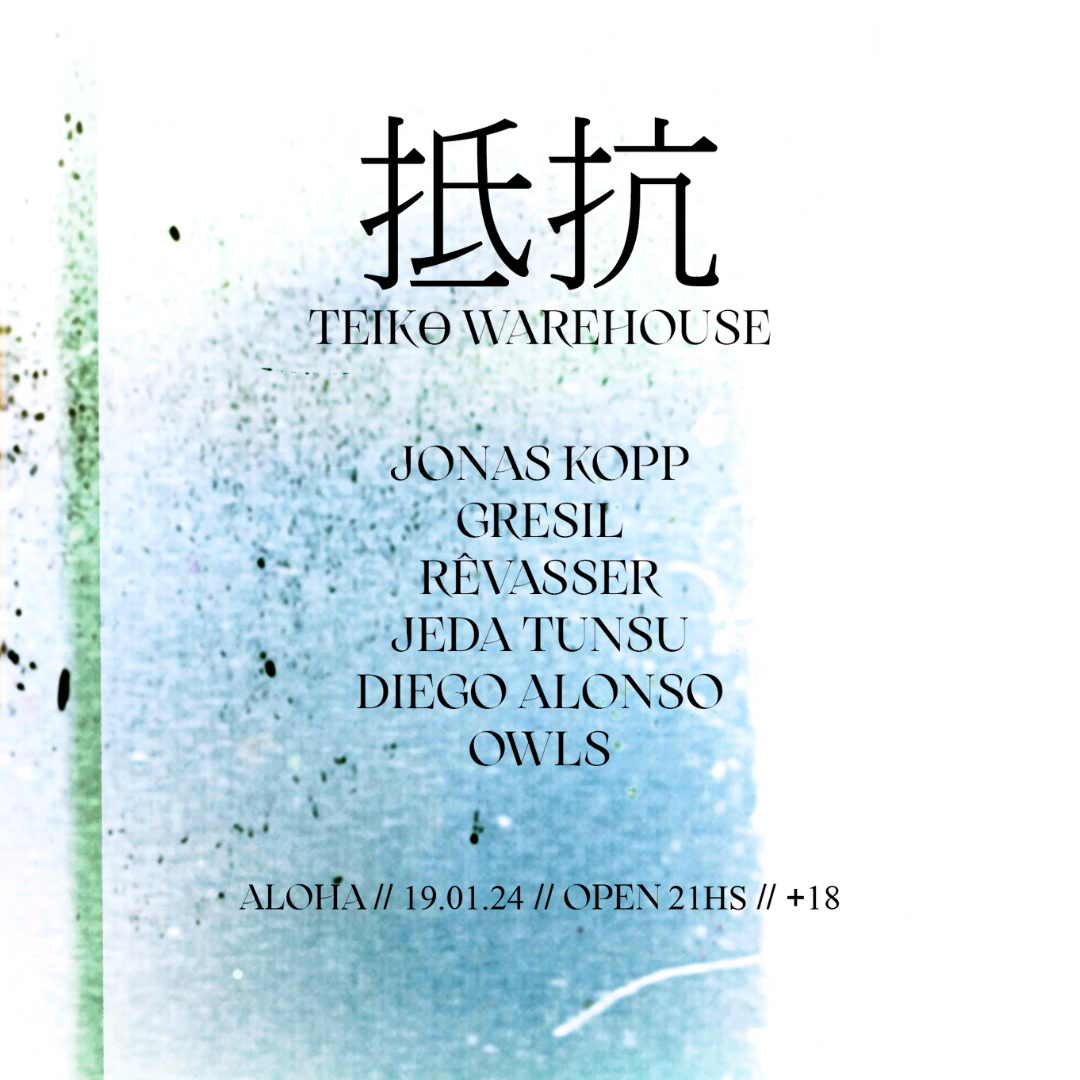 抵抗
TEIKΘ WAREHOUSE
JONAS KOPP
GRESIL
RÊVASSER
JEDA TUNSU
DIEGO ALONSO
OWLS
ALOHA // 19.01.24 // OPEN 21HS // +18